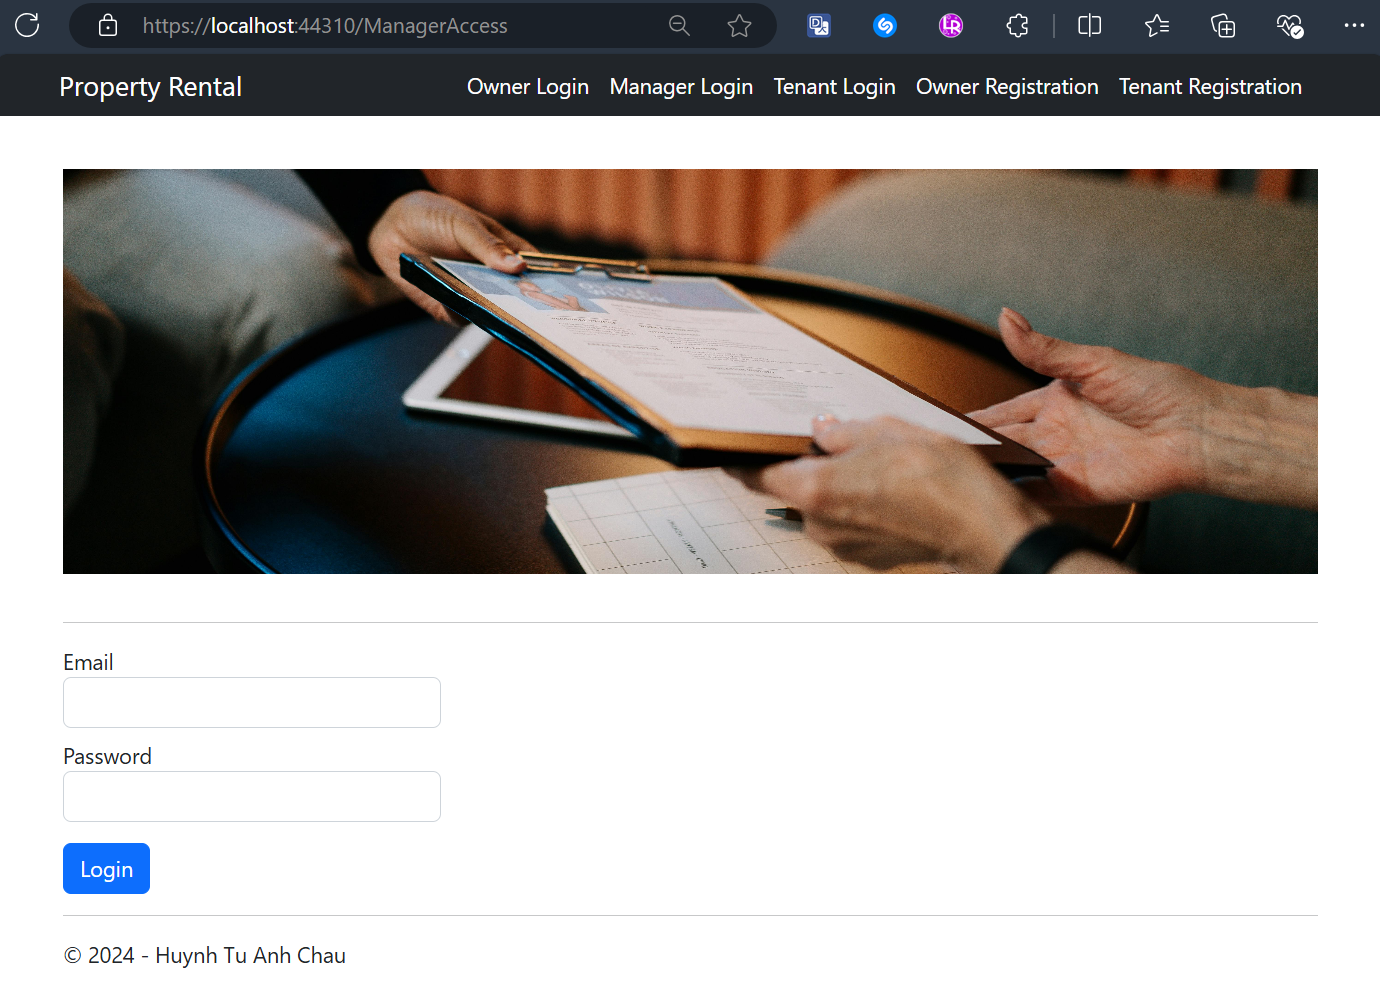 https://localhost:44310/ManagerAccess
Property Rental
Owner Login
Manager Login
Tenant Login
Owner Registration
Tenant Registration
Email
Password
Login
© 2024 - Huynh Tu Anh Chau